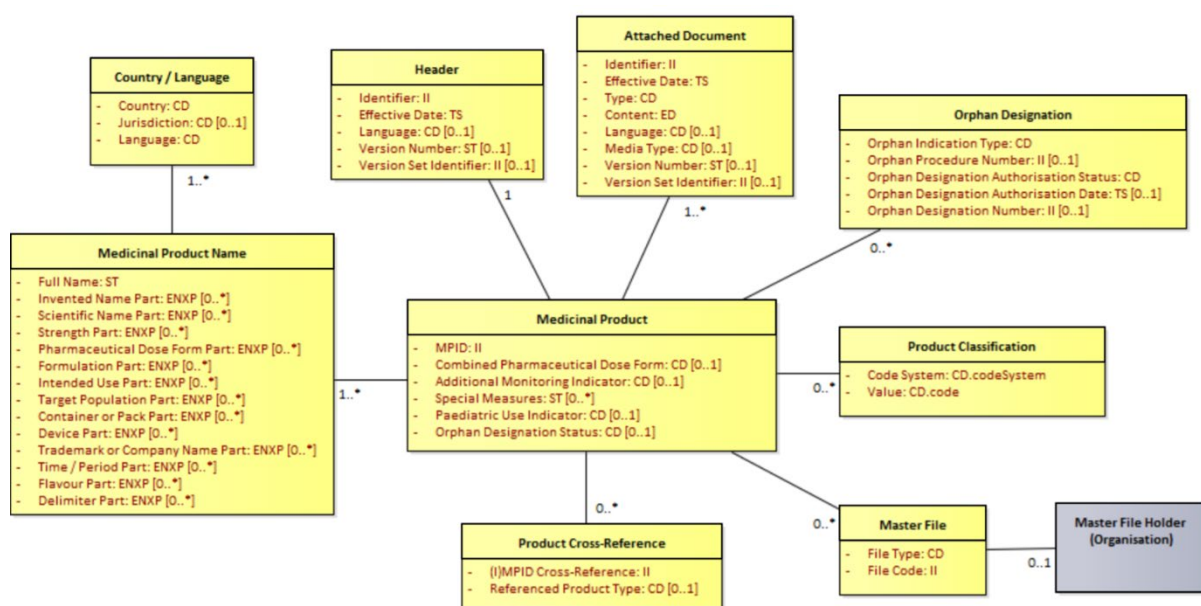 Country / Language
- Country: CD
- Jurisdiction: CD [0..1]
- Language: CD
1..*
Header
- Identifier: II
- Effective Date: TS
- Language: CD [0..1]
- Version Number: ST [0..1]
- Version Set Identifier: II [0..1]
1
Attached Document
- Identifier: II
- Effective Date: TS
- Type: CD
- Content: ED
- Language: CD [0..1]
- Media Type: CD [0..1]
- Version Number: ST [0..1]
- Version Set Identifier: II [0..1]
1..*
Orphan Designation
- Orphan Indication Type: CD
- Orphan Procedure Number: II [0..1]
- Orphan Designation Authorisation Status: CD
- Orphan Designation Authorisation Date: TS [0..1]
- Orphan Designation Number: II [0..1]
0..*
Medicinal Product Name
- Full Name: ST
- Invented Name Part: ENXP [0..*]
- Scientific Name Part: ENXP [0..*]
- Strength Part: ENXP [0..*]
- Pharmaceutical Dose Form Part: ENXP [0..*]
- Formulation Part: ENXP [0..*]
- Intended Use Part: ENXP [0..*]
- Target Population Part: ENXP [0..*]
- Container or Pack Part: ENXP [0..*]
- Device Part: ENXP [0..*]
- Trademark or Company Name Part: ENXP [0..*]
- Time / Period Part: ENXP [0..*]
- Flavour Part: ENXP [0..*]
- Delimiter Part: ENXP [0..*]
1..*
Medicinal Product
- MPID: II
- Combined Pharmaceutical Dose Form: CD [0..1]
- Additional Monitoring Indicator: CD [0..1]
- Special Measures: ST [0..*]
- Paediatric Use Indicator: CD [0..1]
- Orphan Designation Status: CD [0..1]
0..*
Product Classification
- Code System: CD.codeSystem
- Value: CD.code
0..*
Product Cross-Reference
- (I)MPID Cross-Reference: II
- Referenced Product Type: CD [0..1]
0..*
Master File
- File Type: CD
- File Code: II
0..1
Master File Holder
(Organisation)